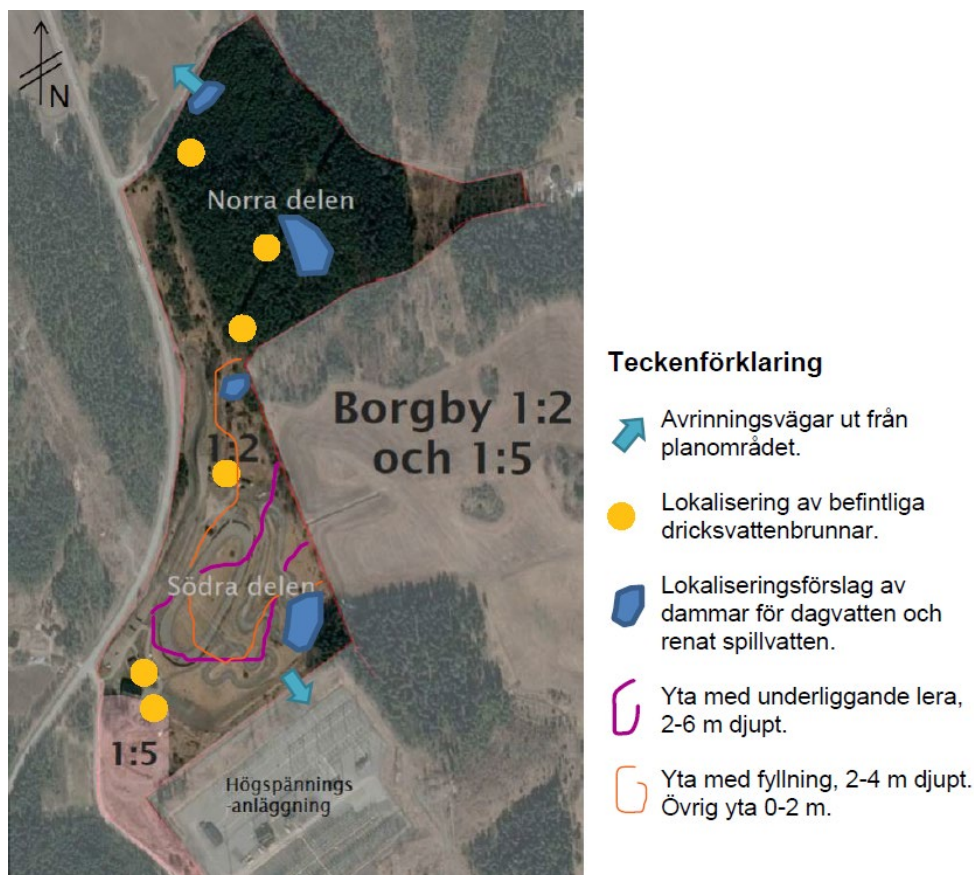 N
Norra delen
Borgby 1:2
och 1:5
1:2
Södra delen
1:5
Högspännings
-anläggning
Teckenförklaring
Avrinningsvägar ut från
planområdet.
Lokalisering av befintliga
dricksvattenbrunnar.
Lokaliseringsförslag av
dammar för dagvatten och
renat spillvatten.
Yta med underliggande lera,
2-6 m djupt.
Yta med fyllning, 2-4 m djupt.
Övrig yta 0-2 m.